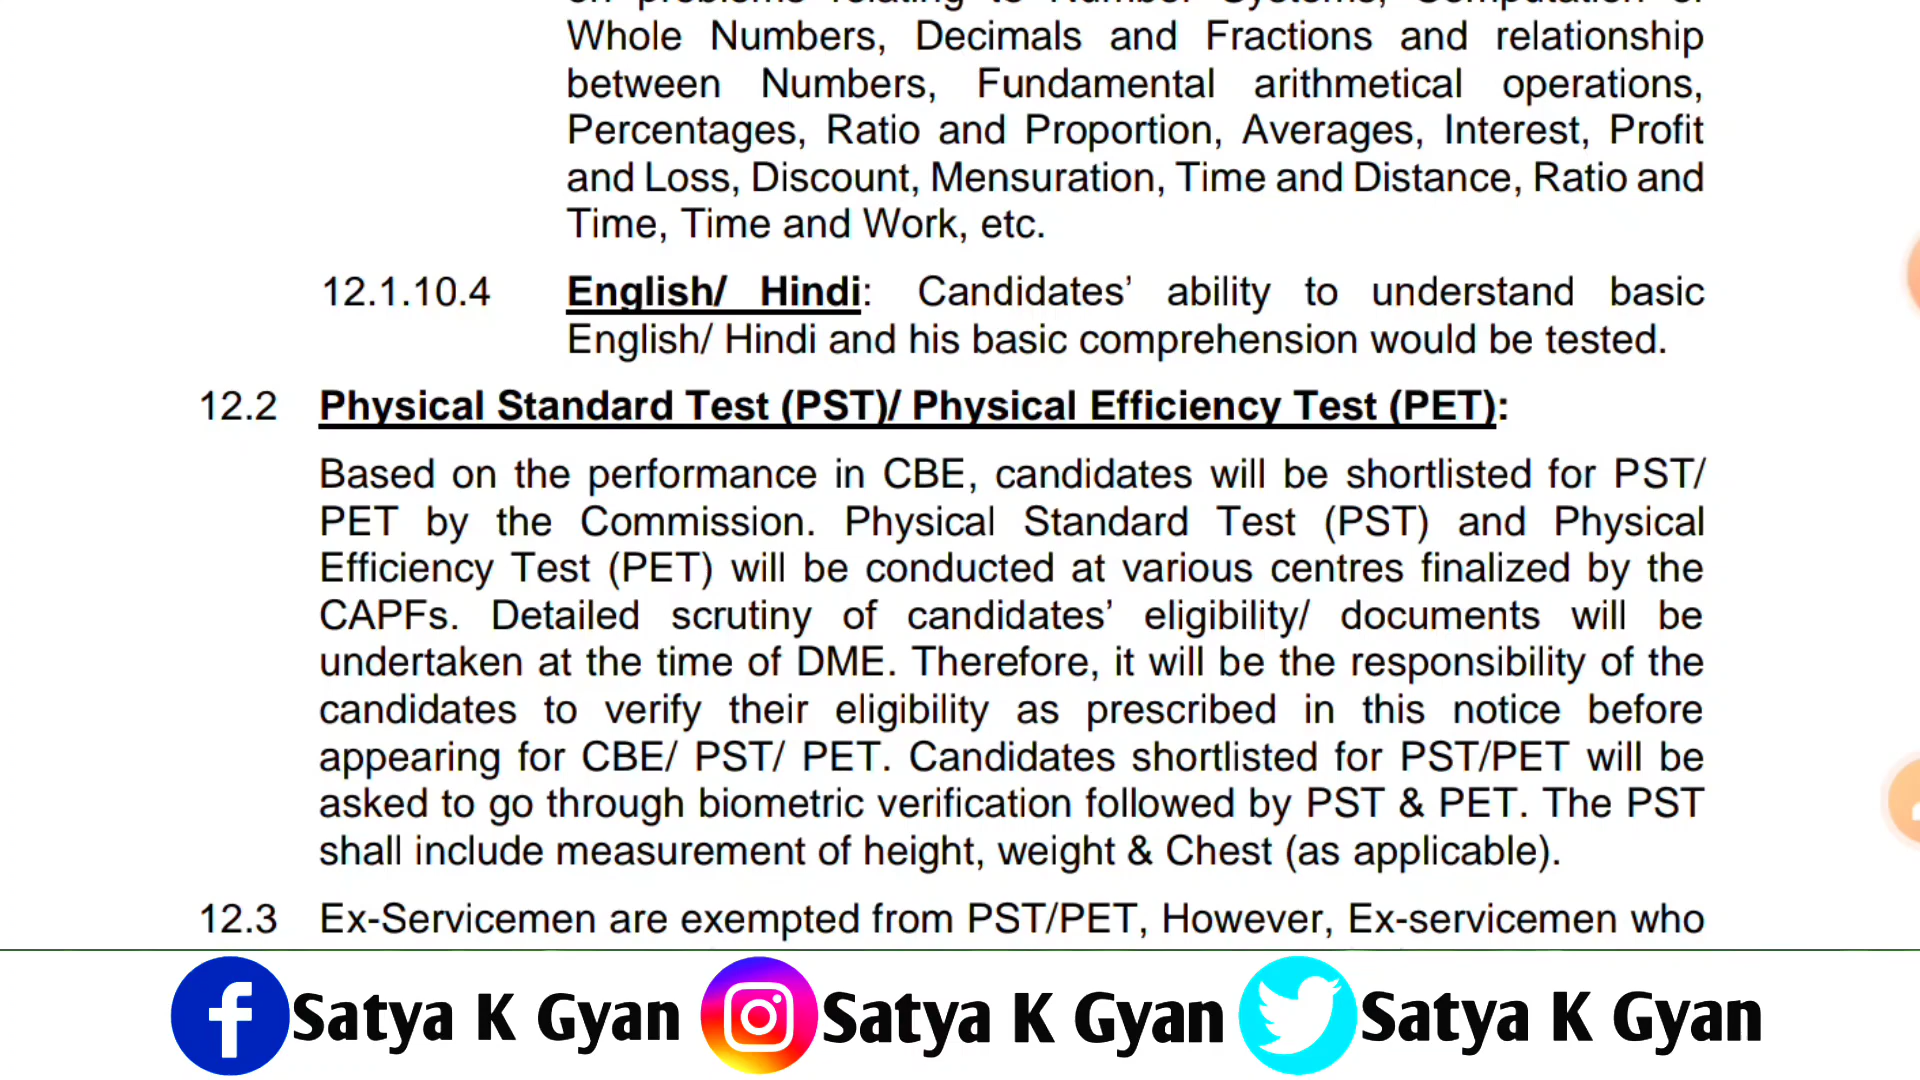 on problems relating to Number Systems, Computation of
Whole Numbers, Decimals and Fractions and relationship
between Numbers, Fundamental arithmetical operations,
Percentages, Ratio and Proportion, Averages, Interest, Profit
and Loss, Discount, Mensuration, Time and Distance, Ratio and
Time, Time and Work, etc.
12.1.10.4 English/ Hindi: Candidates’ ability to understand basic
English/ Hindi and his basic comprehension would be tested.
12.2 Physical Standard Test (PST)/ Physical Efficiency Test (PET):
Based on the performance in CBE, candidates will be shortlisted for PST/
PET by the Commission. Physical Standard Test (PST) and Physical
Efficiency Test (PET) will be conducted at various centres finalized by the
CAPFs. Detailed scrutiny of candidates’ eligibility/ documents will be
undertaken at the time of DME. Therefore, it will be the responsibility of the
candidates to verify their eligibility as prescribed in this notice before
appearing for CBE/ PST/ PET. Candidates shortlisted for PST/PET will be
asked to go through biometric verification followed by PST & PET. The PST
shall include measurement of height, weight & Chest (as applicable).
12.3 Ex-Servicemen are exempted from PST/PET, However, Ex-servicemen who
Satya K Gyan Satya K Gyan Satya K Gyan